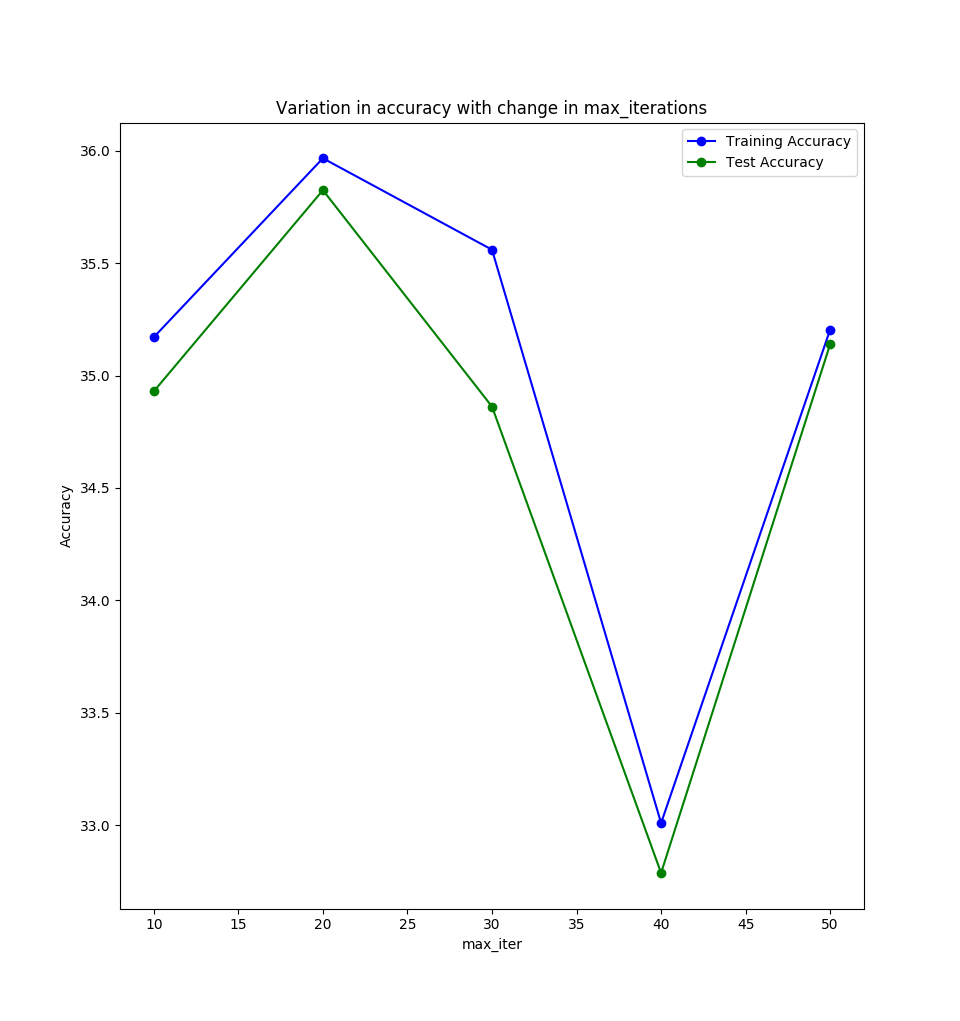 Variation in accuracy with change in max_iterations
Training Accuracy
Test Accuracy
36.0
35.5
35.0
34.5
34.0
33.5
33.0
Accuracy
10 15 20 25 30 35 40 45 50
max_iter